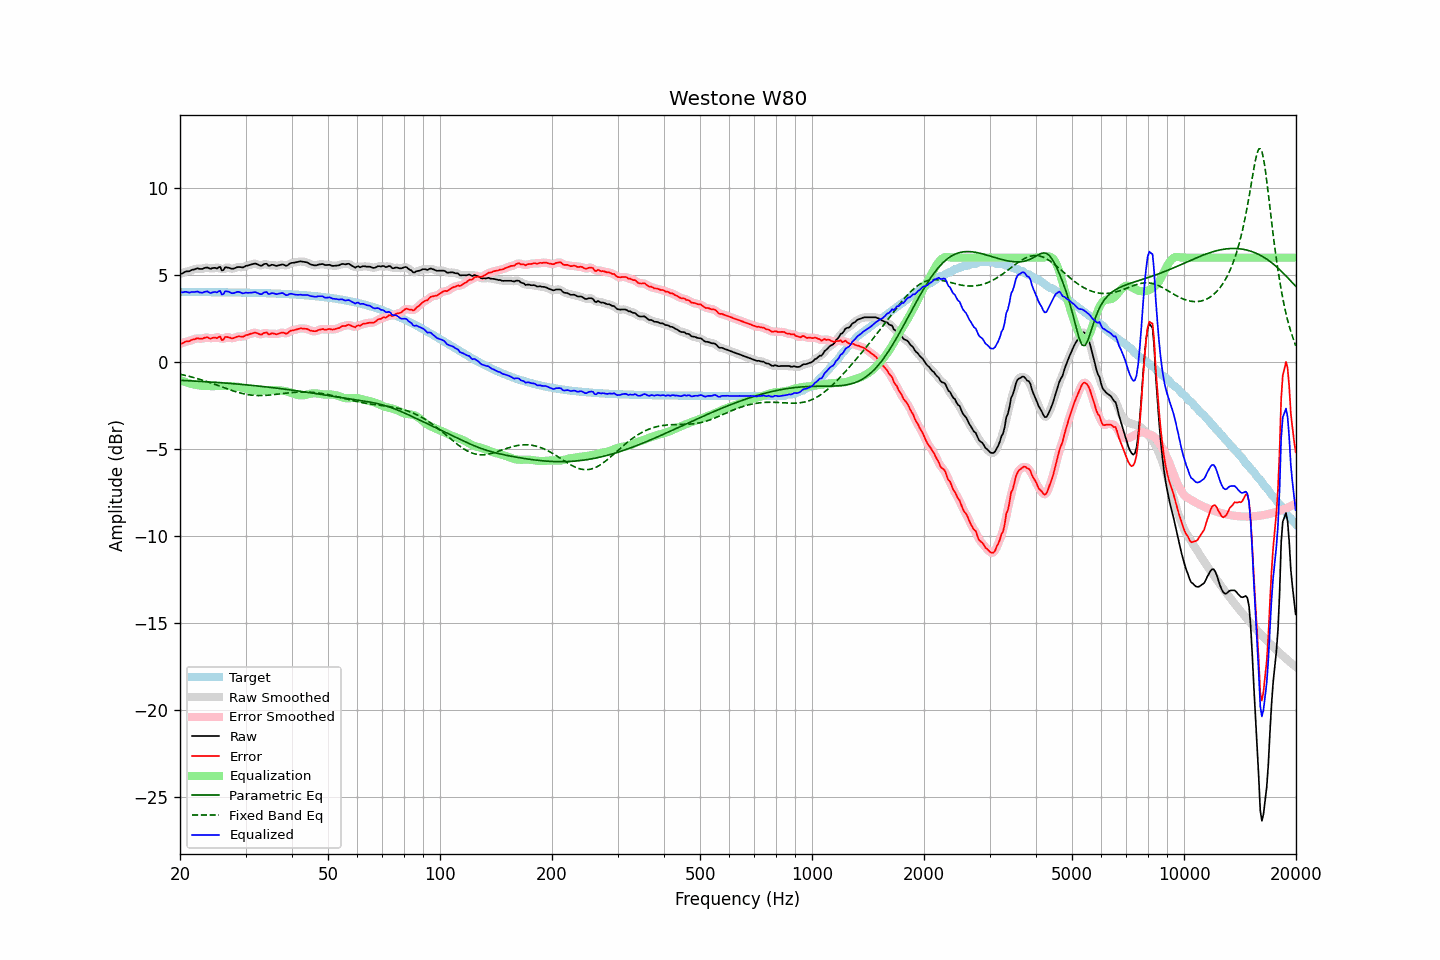 Westone W80
Amplitude (dBr)
10
5
0
−5
−10
−15
−20
−25
Target
Raw Smoothed
Error Smoothed
Raw
Error
Equalization
Parametric Eq
Fixed Band Eq
Equalized
20 50 100 200 500 1000 2000 5000 10000 20000
Frequency (Hz)